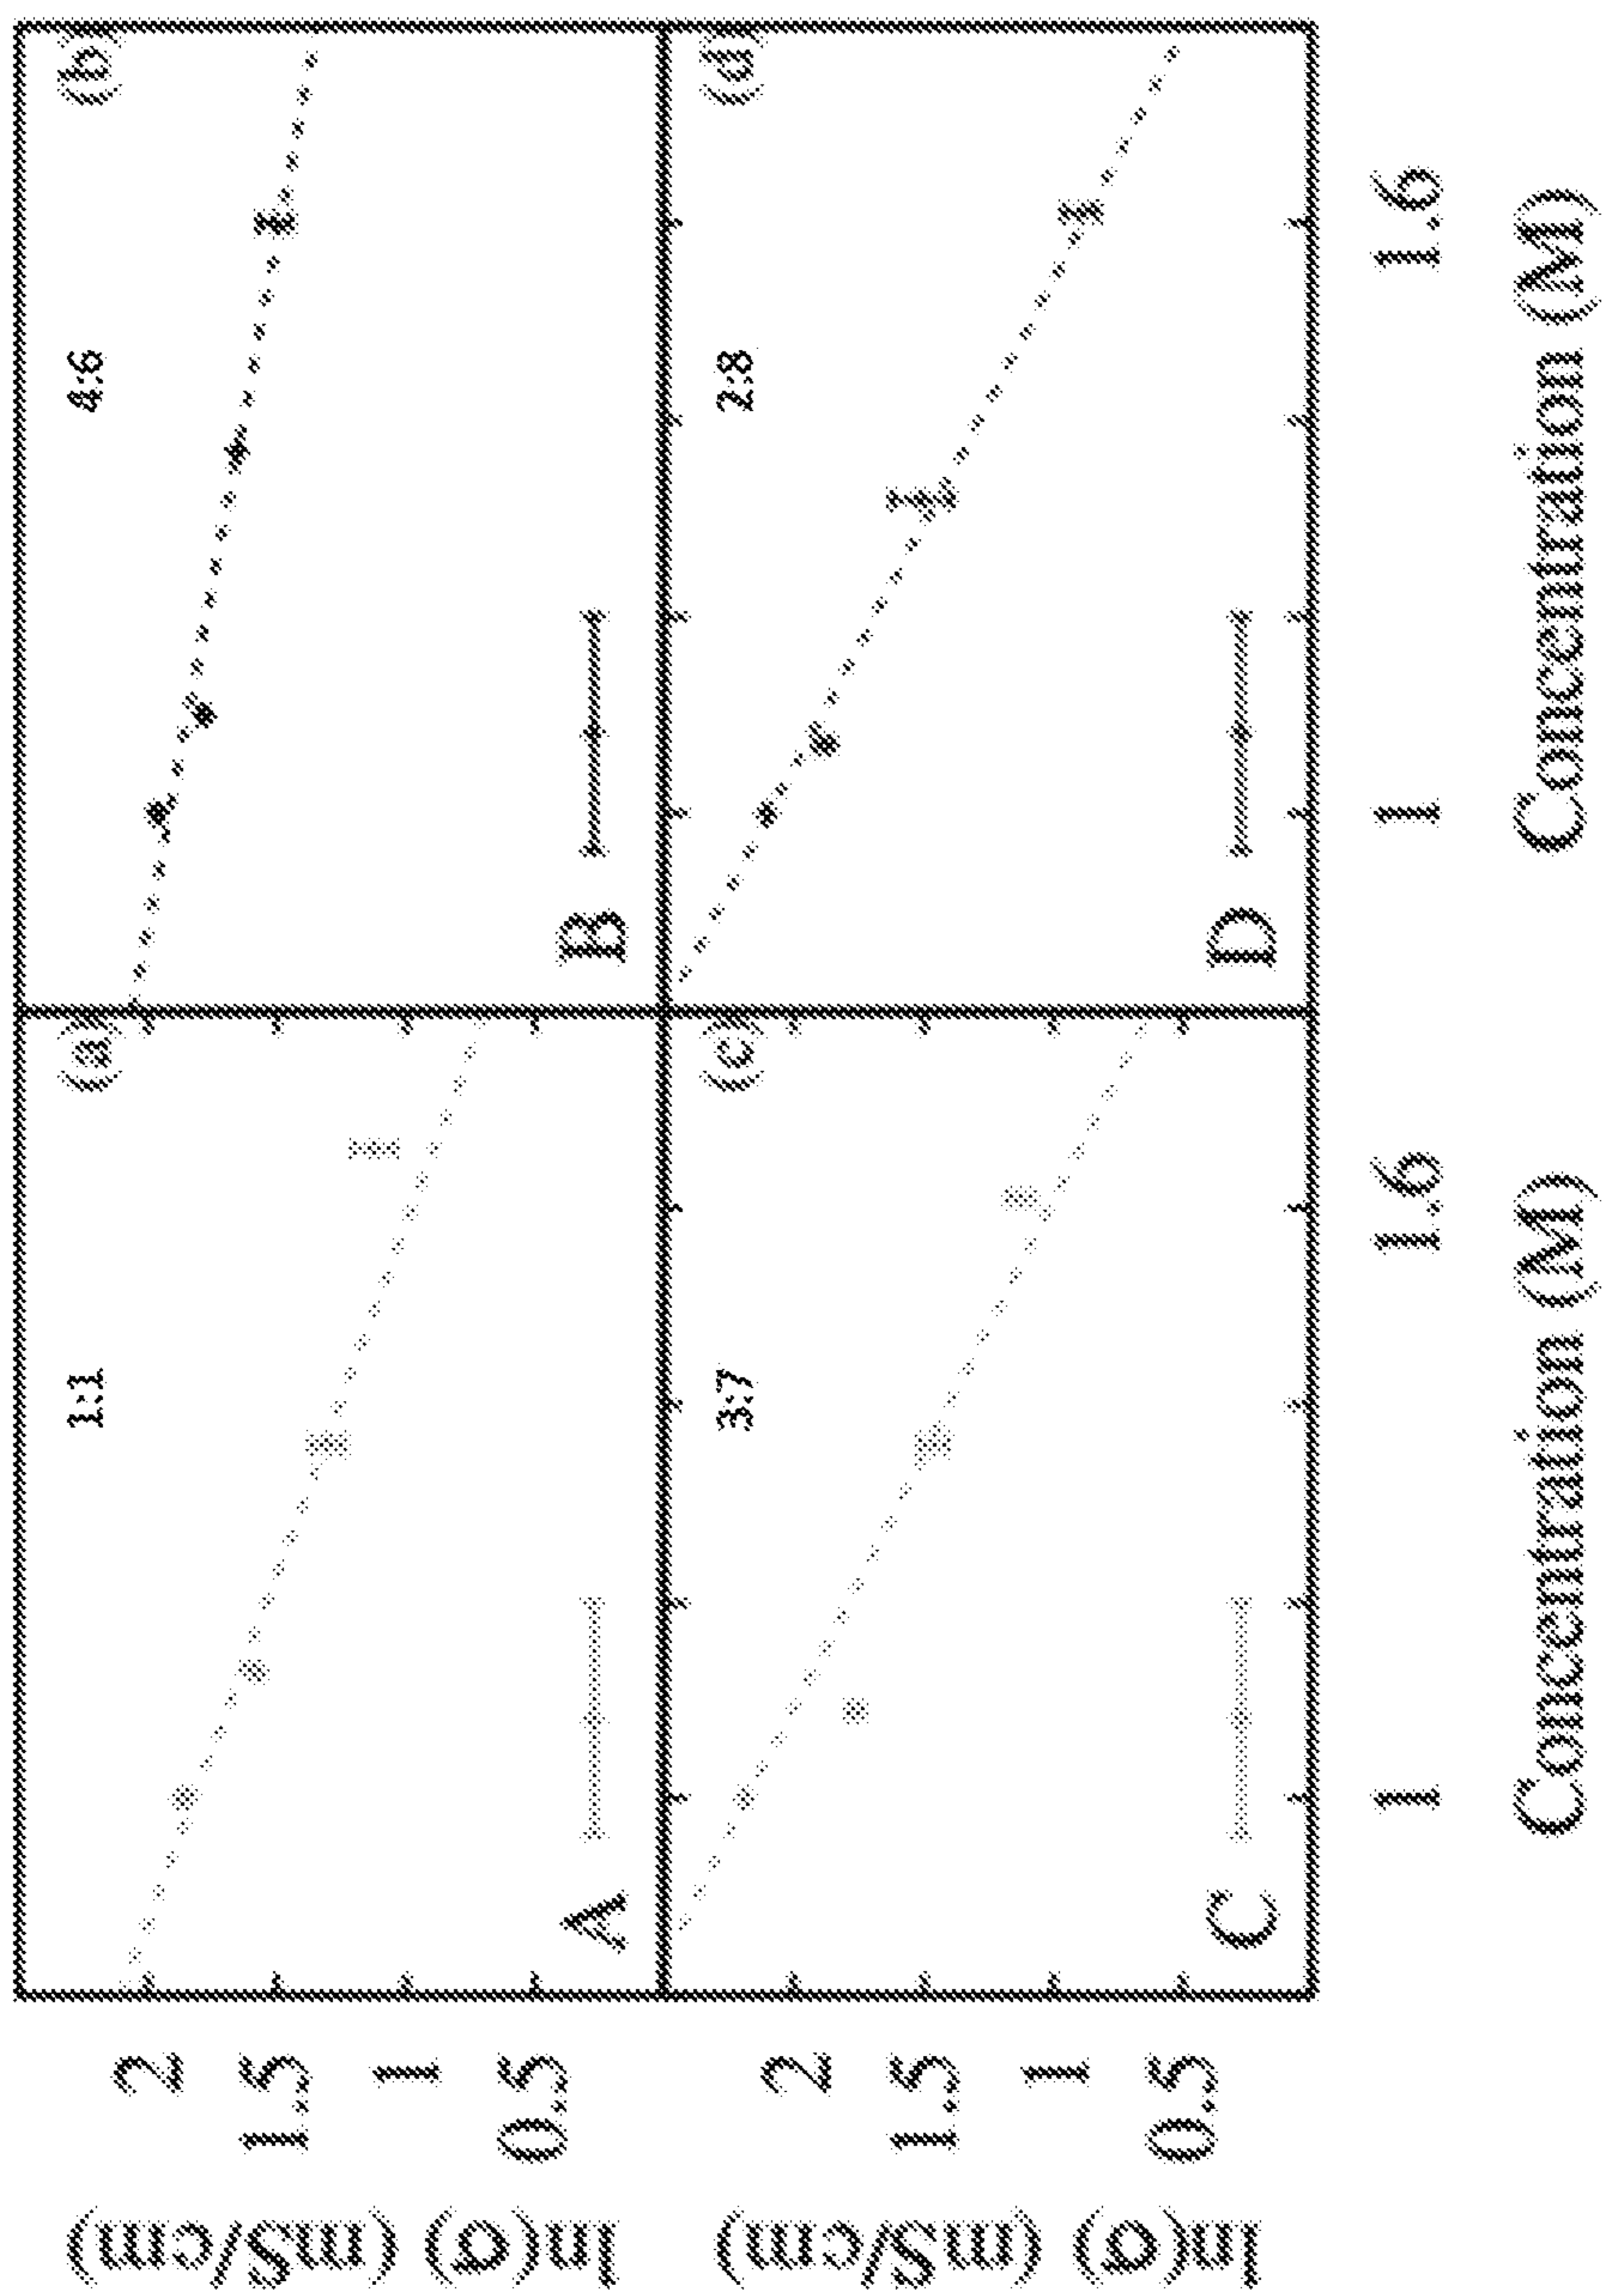 (a)
1:1
A
(b)
4:6
B
(c)
3:7
C
(d)
2:8
D
2
1.5
1
0.5
ln(σ) (mS/cm)
2
1.5
1
0.5
ln(σ) (mS/cm)
1
1.6
Concentration (M)
1
1.6
Concentration (M)